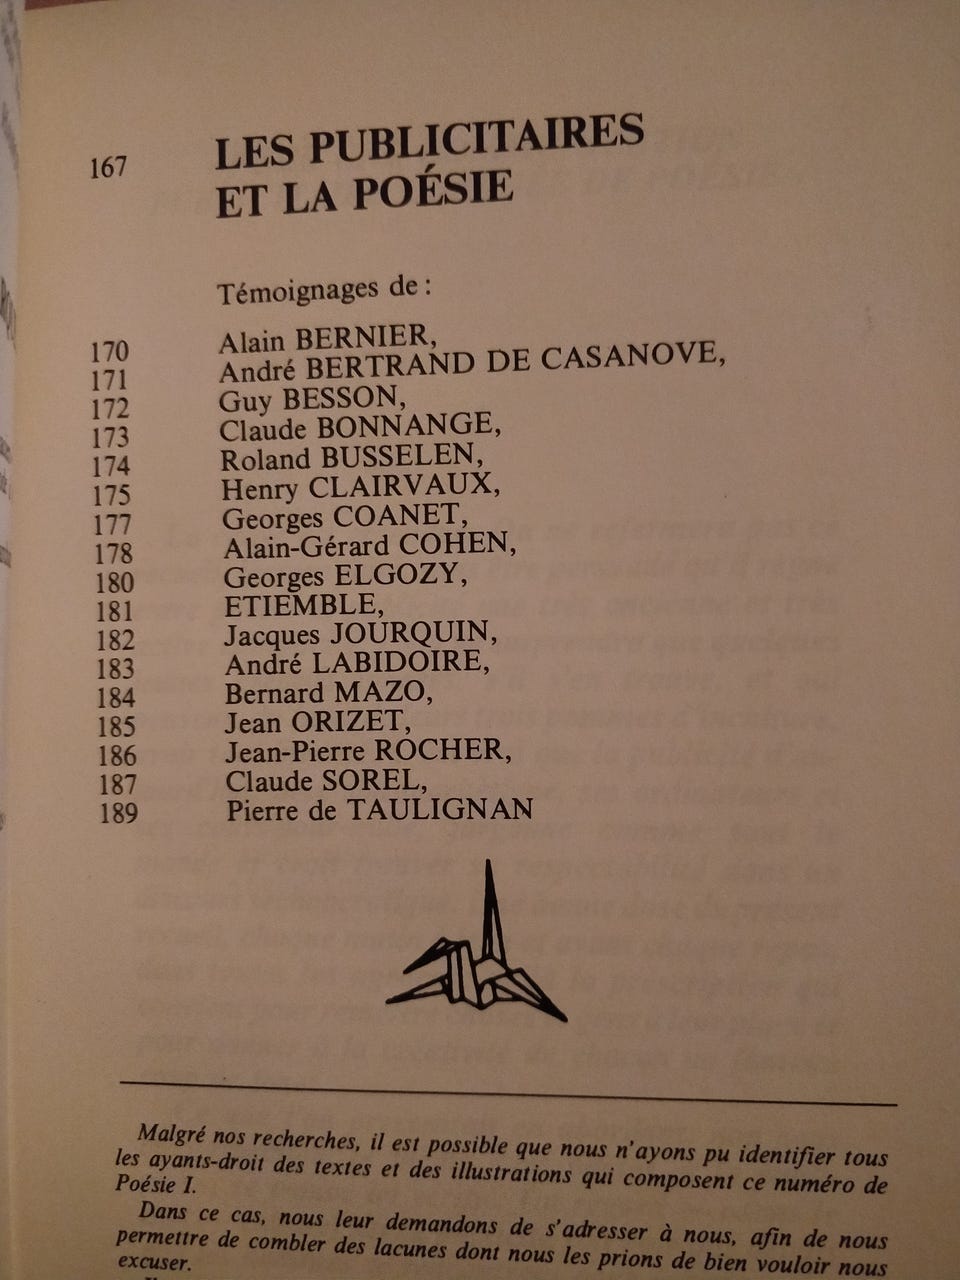 167 LES PUBLICITAIRES
ET LA POÉSIE
Témoignages de :
170 Alain BERNIER,
171 André BERTRAND DE CASANOVE,
172 Guy BESSON,
173 Claude BONNANGE,
174 Roland BUSSELEN,
175 Henry CLAIRVAUX,
177 Georges COANET,
178 Alain-Gérard COHEN,
180 Georges ELGOZY,
181 ETIEMBLE,
182 Jacques JOURQUIN,
183 André LABIDOIRE,
184 Bernard MAZO,
185 Jean ORIZET,
186 Jean-Pierre ROCHER,
187 Claude SOREL,
189 Pierre de TAULIGNAN
Malgré nos recherches, il est possible que nous n'ayons pu identifier tous
les ayants-droit des textes et des illustrations qui composent ce numéro de
Poésie I.
Dans ce cas, nous leur demandons de s'adresser à nous, afin de nous
permettre de combler des lacunes dont nous les prions de bien vouloir nous
excuser.